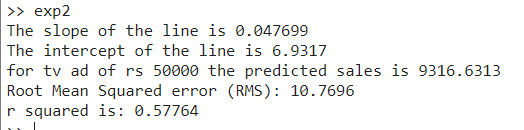 >> exp2
The slope of the line is 0.047699
The intercept of the line is 6.9317
for tv ad of rs 50000 the predicted sales is 9316.6313
Root Mean Squared error (RMS): 10.7696
r squared is: 0.57764
>>